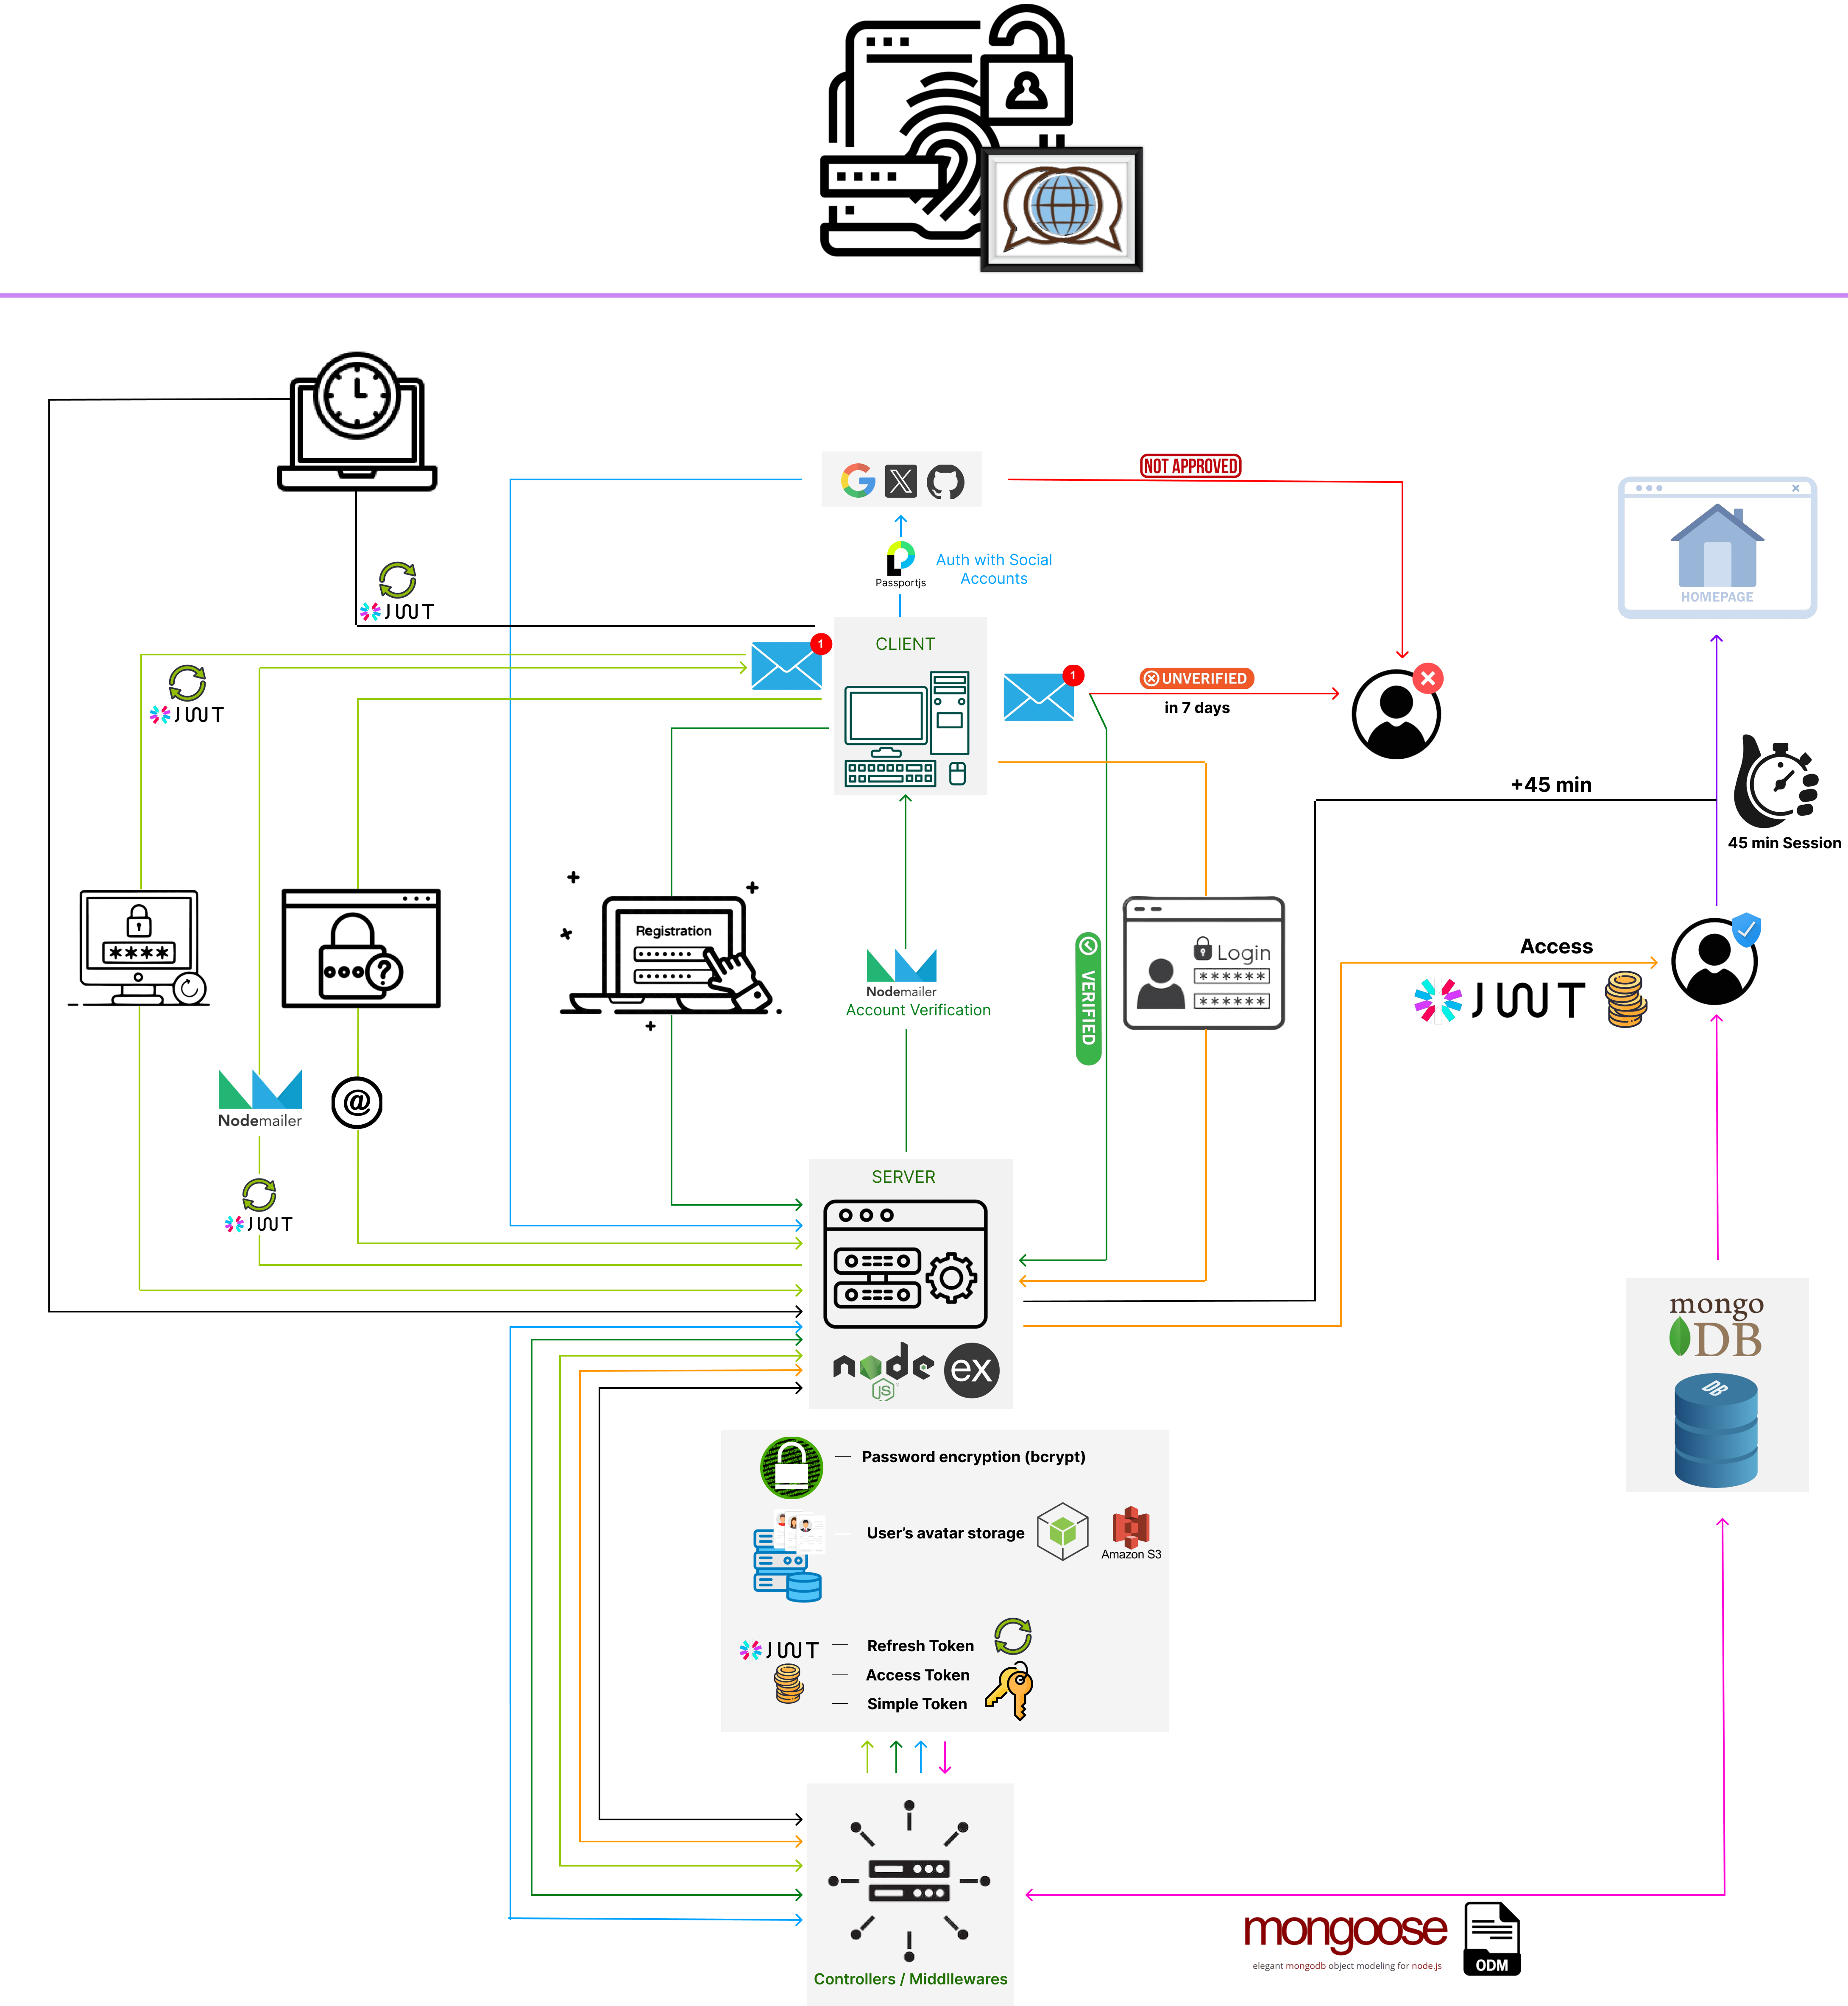 NOT APPROVED
Passportjs
Auth with Social
Accounts
HOMEPAGE
JWT
1
CLIENT
JWT
1
UNVERIFIED
in 7 days
+45 min
45 min Session
****
?
Registration
Nodemailer
Account Verification
VERIFIED
Login
******
******
Access
JWT
Nodemailer
@
JWT
SERVER
node
JS
ex
mongo
DB
DB
Password encryption (bcrypt)
User's avatar storage
Amazon S3
JWT
Refresh Token
Access Token
Simple Token
Controllers / Middllewares
mongoose
elegant mongodb object modeling for node.js
ODM